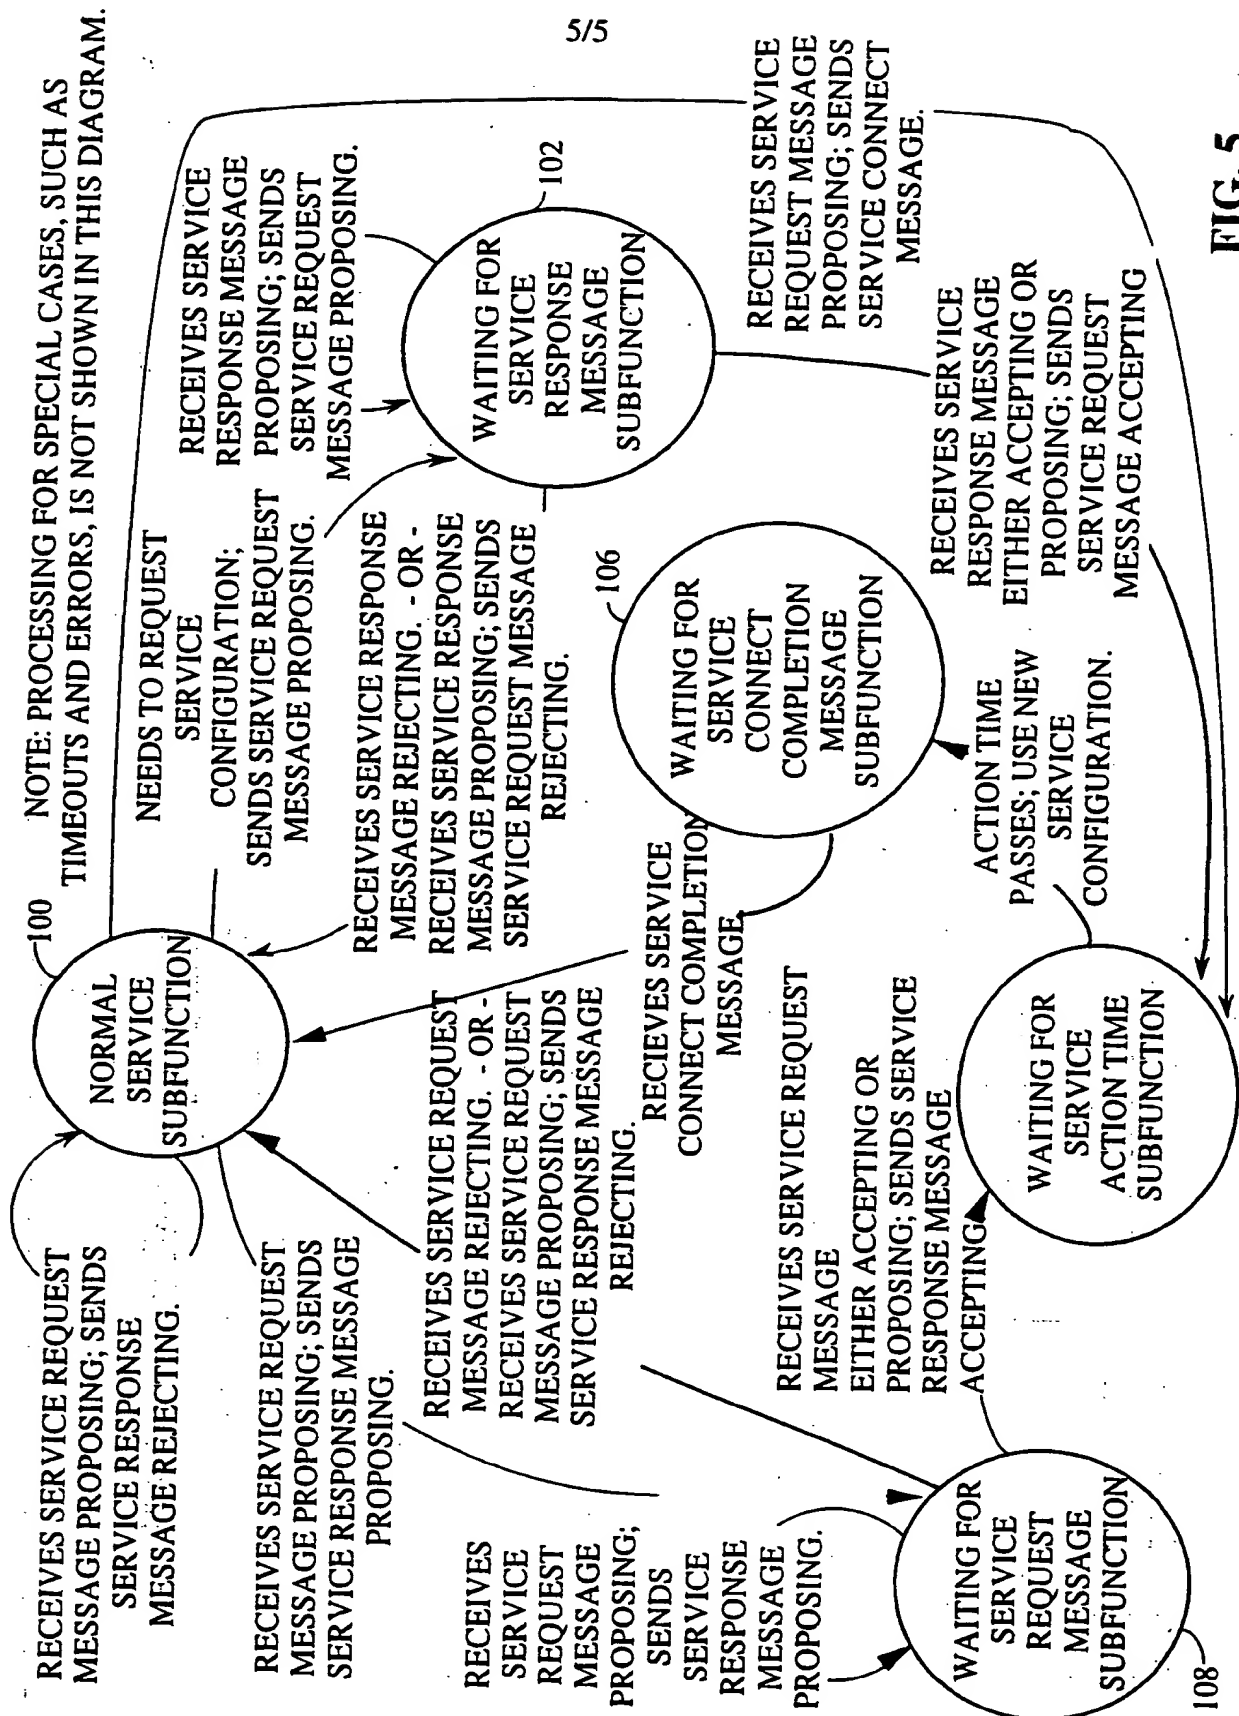 5/5
NOTE: PROCESSING FOR SPECIAL CASES, SUCH AS
TIMEOUTS AND ERRORS, IS NOT SHOWN IN THIS DIAGRAM.
100
NORMAL
SERVICE
SUBFUNCTION
RECEIVES SERVICE REQUEST
MESSAGE PROPOSING; SENDS
SERVICE RESPONSE
MESSAGE REJECTING.
RECEIVES SERVICE REQUEST
MESSAGE PROPOSING; SENDS
SERVICE RESPONSE MESSAGE
PROPOSING.
NEEDS TO REQUEST
SERVICE
CONFIGURATION;
SENDS SERVICE REQUEST
MESSAGE PROPOSING.
RECEIVES SERVICE
RESPONSE MESSAGE
PROPOSING; SENDS
SERVICE REQUEST
MESSAGE PROPOSING.
102
WAITING FOR
SERVICE
RESPONSE
MESSAGE
SUBFUNCTION
RECEIVES SERVICE RESPONSE
MESSAGE REJECTING. - OR -
RECEIVES SERVICE RESPONSE
MESSAGE PROPOSING; SENDS
SERVICE REQUEST MESSAGE
REJECTING.
RECEIVES SERVICE REQUEST
MESSAGE REJECTING. - OR -
RECEIVES SERVICE REQUEST
MESSAGE PROPOSING; SENDS
SERVICE RESPONSE MESSAGE
REJECTING.
RECEIVES
SERVICE
REQUEST
MESSAGE
PROPOSING;
SENDS
SERVICE
RESPONSE
MESSAGE
PROPOSING.
106
WAITING FOR
SERVICE
CONNECT
COMPLETION
MESSAGE
SUBFUNCTION
RECIEVES SERVICE
CONNECT COMPLETION
MESSAGE
RECEIVES SERVICE
REQUEST MESSAGE
PROPOSING; SENDS
SERVICE CONNECT
MESSAGE.
RECEIVES SERVICE REQUEST
MESSAGE
EITHER ACCEPTING OR
PROPOSING; SENDS SERVICE
RESPONSE MESSAGE
ACCEPTING
RECEIVES SERVICE
RESPONSE MESSAGE
EITHER ACCEPTING OR
PROPOSING; SENDS
SERVICE REQUEST
MESSAGE ACCEPTING
ACTION TIME
PASSES; USE NEW
SERVICE
CONFIGURATION.
WAITING FOR
SERVICE
REQUEST
MESSAGE
SUBFUNCTION
108
WAITING FOR
SERVICE
ACTION TIME
SUBFUNCTION
FIG. 5